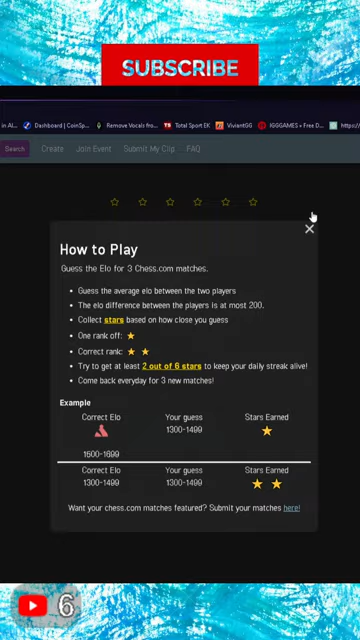 SUBSCRIBE
in Al...
Dashboard | CoinSp...
Remove Vocals fro...
Total Sport EK
ViviantGG
IGGGAMES • Free D...
https://s
Search
Create
Join Event
Submit My Clip
FAQ
How to Play
Guess the Elo for 3 Chess.com matches.
Guess the average elo between the two players
The elo difference between the players is at most 200.
Collect stars based on how close you guess
One rank off:
Correct rank:
Try to get at least 2 out of 6 stars to keep your daily streak alive!
Come back everyday for 3 new matches!
Example
Correct Elo Your guess Stars Earned
1300-1499
1500-1699
Correct Elo Your guess Stars Earned
1300-1499 1300-1499
Want your chess.com matches featured? Submit your matches here!
6